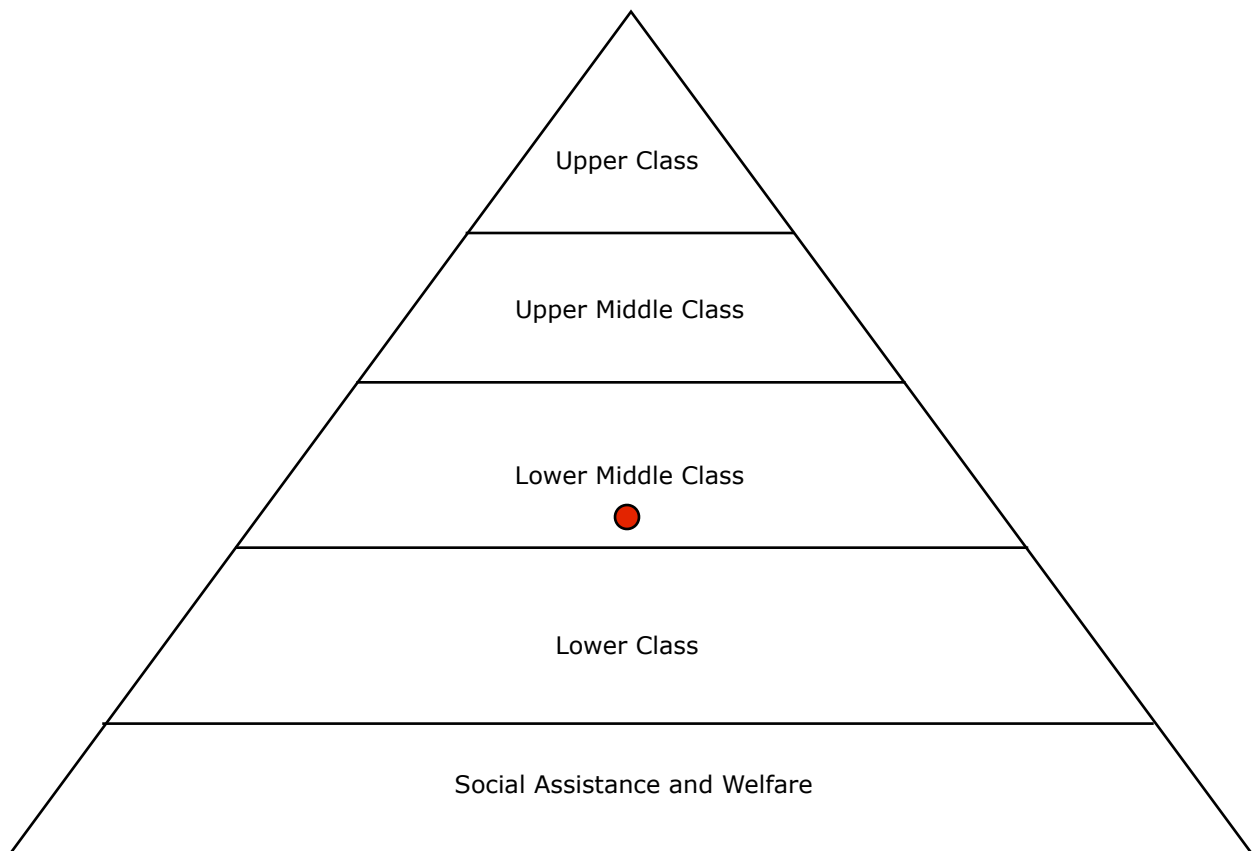 Upper Class
Upper Middle Class
Lower Middle Class
Lower Class
Social Assistance and Welfare